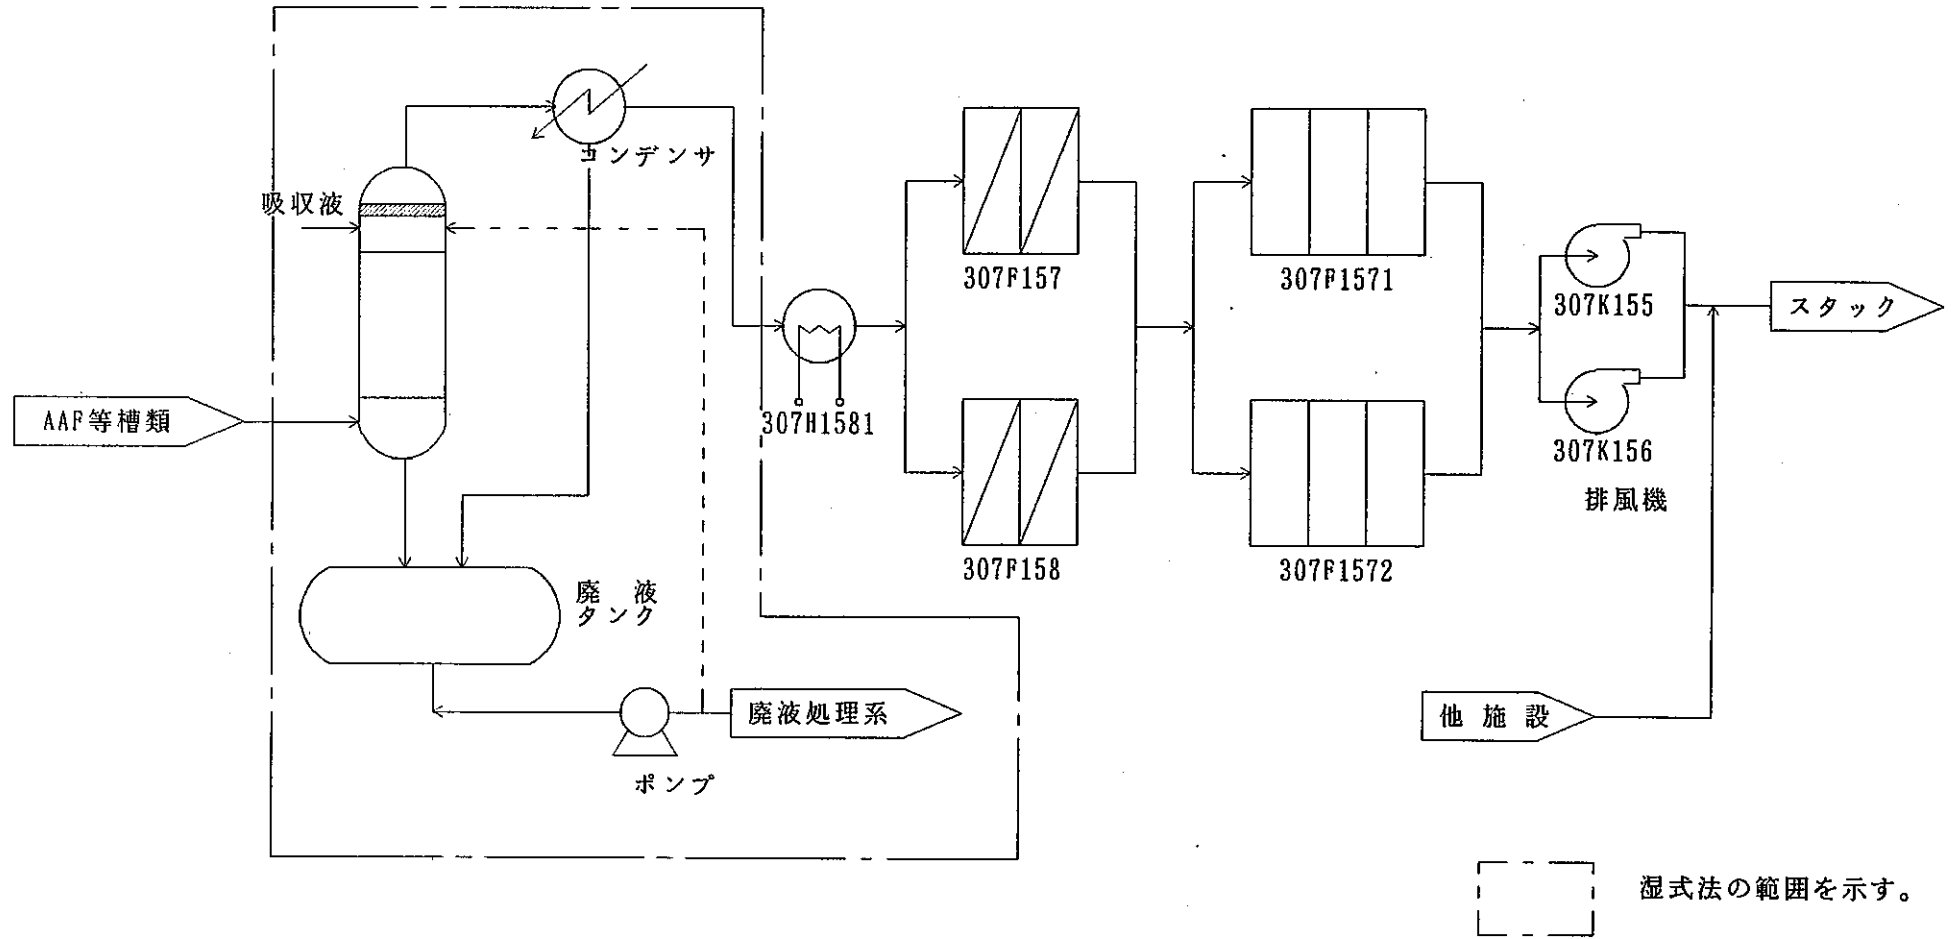 コンデンサ
吸収液
307F157
307F1571
307K155
スタック
AAF等槽類
307H1581
307K156
排風機
307F158
307F1572
廃液
タンク
廃液処理系
他施設
ポンプ
湿式法の範囲を示す。